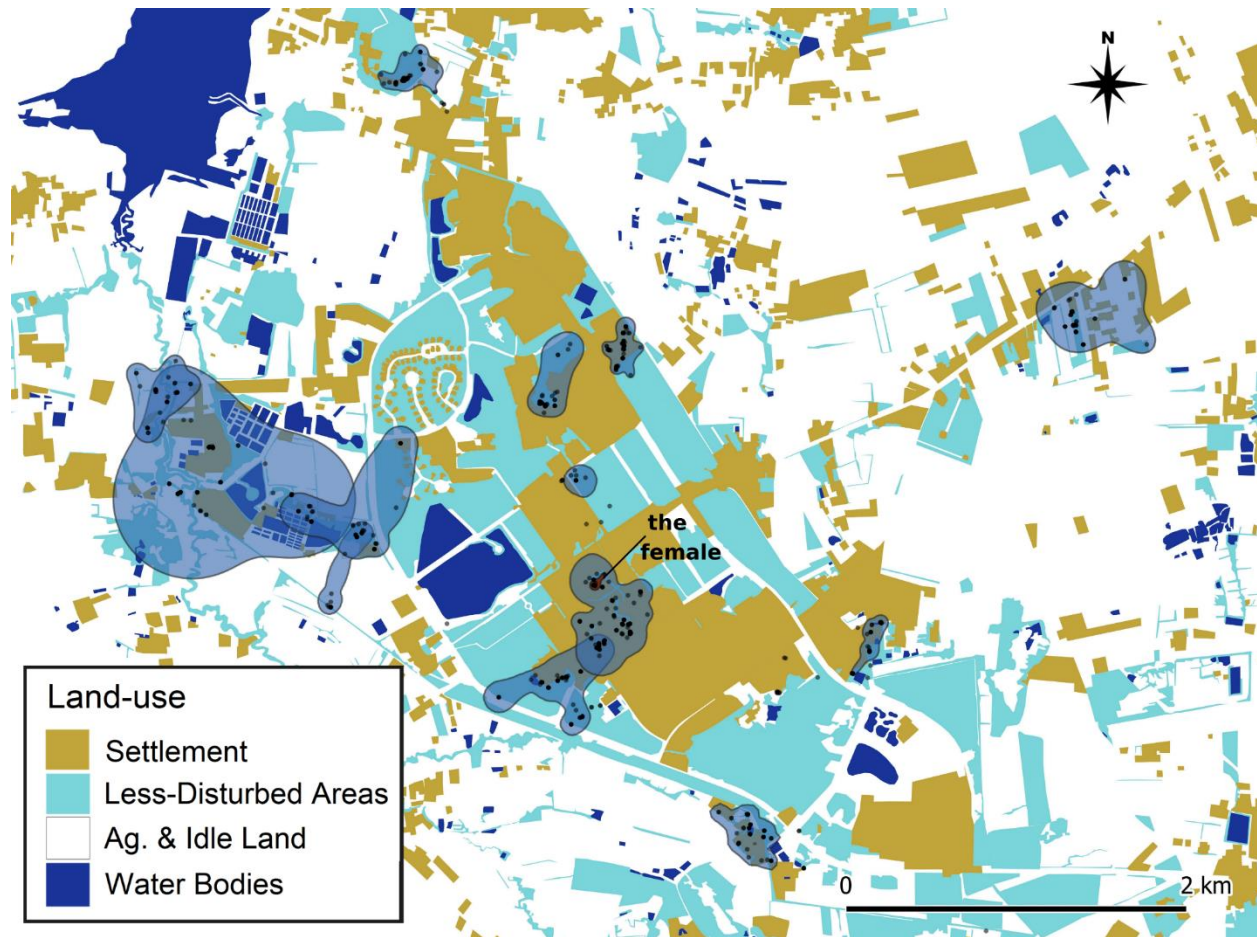 N
the
female
Land-use
Settlement
Less-Disturbed Areas
Ag. & Idle Land
Water Bodies
0 2 km